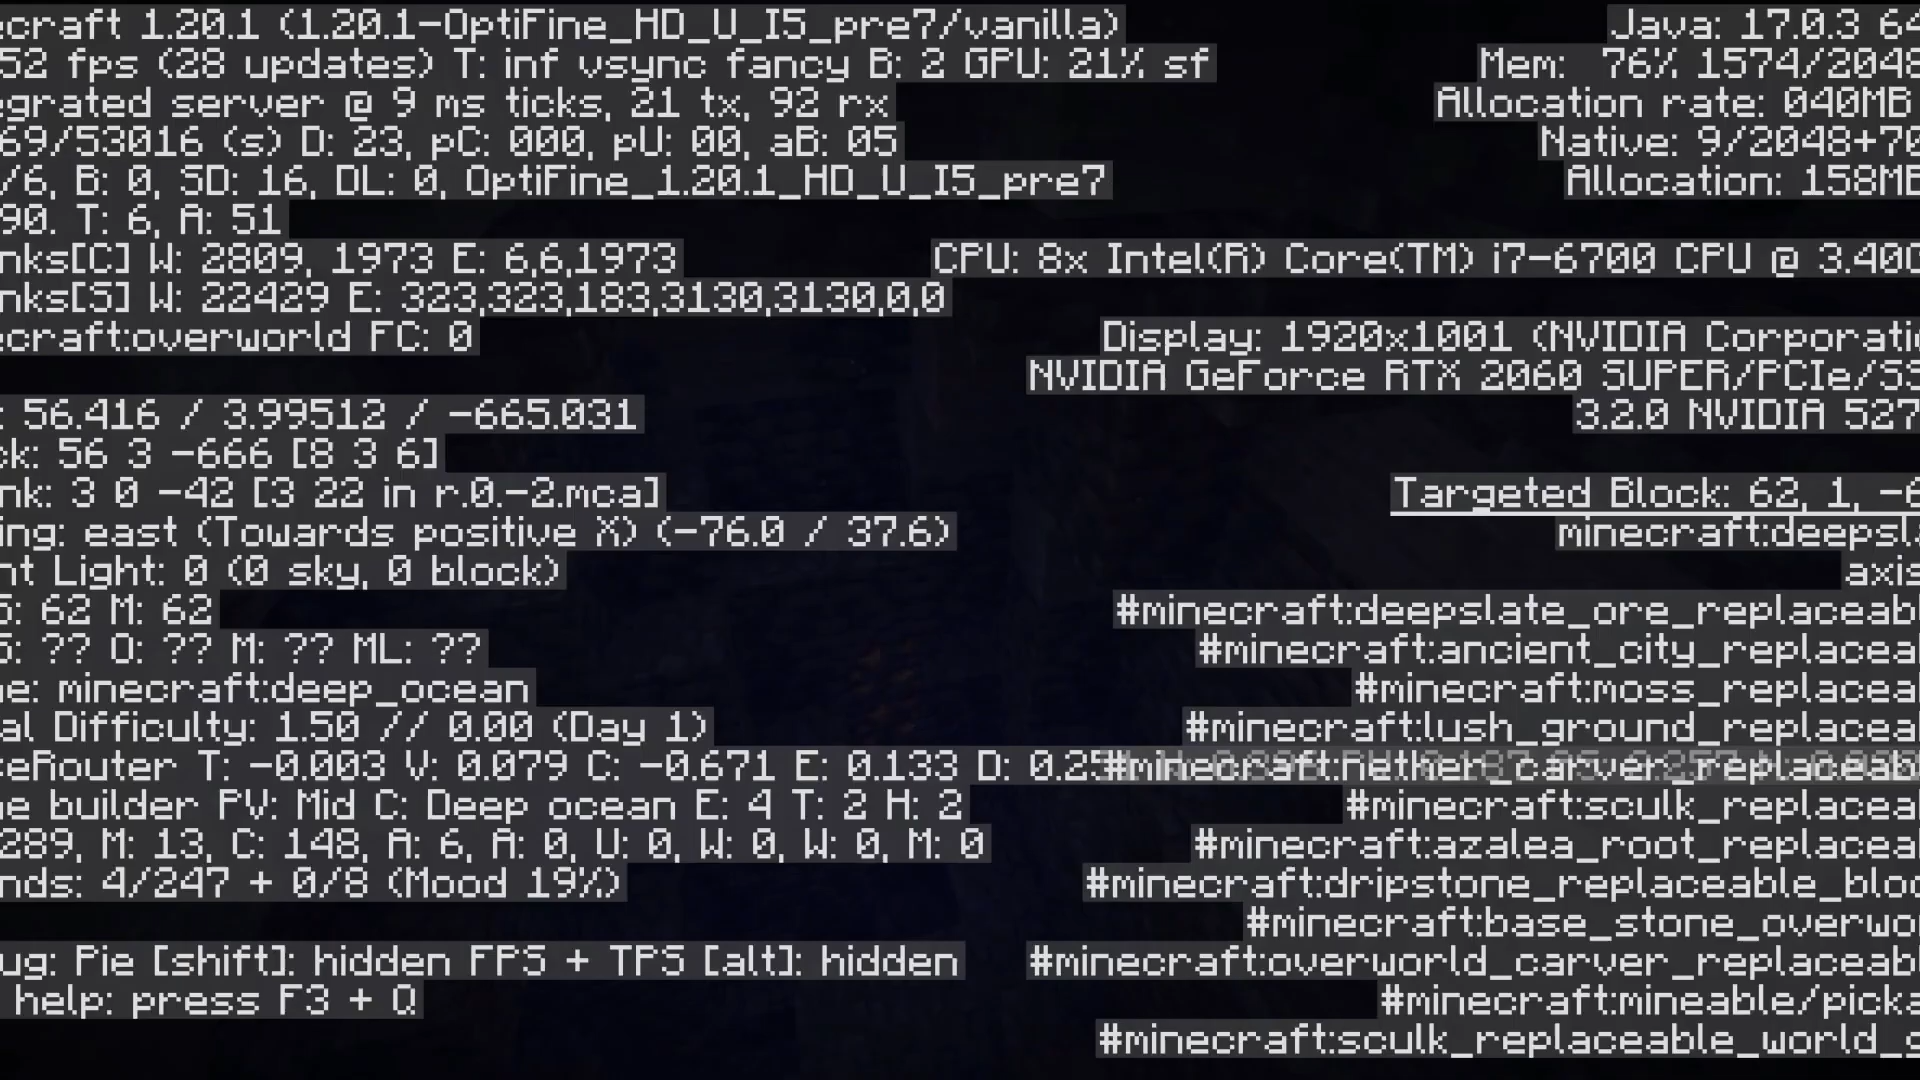 craft 1.20.1 (1.20.1-OptiFine_HD_U_I5_pre7/vanilla)
52 fps (28 updates) T: inf vsync fancy B: 2 GPU: 21% sf
egrated server @ 9 ms ticks, 21 tx, 92 rx
69/53016 (s) D: 23, pC: 000, pU: 00, aB: 05
/6, B: 0, SD: 16, DL: 0, OptiFine_1.20.1_HD_U_I5_pre7
90. T: 6, A: 51
nks[C] W: 2809, 1973 E: 6,6,1973
nks[S] W: 22429 E: 323,323,183,3130,3130,0,0
ecraft:overworld FC: 0
: 56.416 / 3.99512 / -665.031
ck: 56 3 -666 [8 3 6]
nk: 3 0 -42 [3 22 in r.0.-2.mca]
ing: east (Towards positive X) (-76.0 / 37.6)
nt Light: 0 (0 sky, 0 block)
S: 62 M: 62
S: ?? O: ?? M: ?? ML: ??
e: minecraft:deep_ocean
al Difficulty: 1.50 // 0.00 (Day 1)
eRouter T: -0.003 V: 0.079 C: -0.671 E: 0.133 D: 0.2
e builder PV: Mid C: Deep ocean E: 4 T: 2 H: 2
289, M: 13, C: 148, A: 6, A: 0, U: 0, W: 0, W: 0, M: 0
nds: 4/247 + 0/8 (Mood 19%)
ug: Pie [shift]: hidden FPS + TPS [alt]: hidden
help: press F3 + Q
Java: 17.0.3 64
Mem: 76% 1574/2048
Allocation rate: 040MB
Native: 9/2048+70
Allocation: 158MB
CPU: 8x Intel(R) Core(TM) i7-6700 CPU @ 3.40G
Display: 1920x1001 (NVIDIA Corporatio
NVIDIA GeForce RTX 2060 SUPER/PCIe/SS
3.2.0 NVIDIA 527
Targeted Block: 62, 1, -6
minecraft:deepsla
axis
#minecraft:deepslate_ore_replaceabl
#minecraft:ancient_city_replacea
#minecraft:moss_replacea
#minecraft:lush_ground_replacea
#minecraft:nether_carver_replaceabl
#minecraft:sculk_replaceal
#minecraft:azalea_root_replacea
#minecraft:dripstone_replaceable_bloc
#minecraft:base_stone_overwo
#minecraft:overworld_carver_replaceabl
#minecraft:mineable/picka
#minecraft:sculk_replaceable_world_g